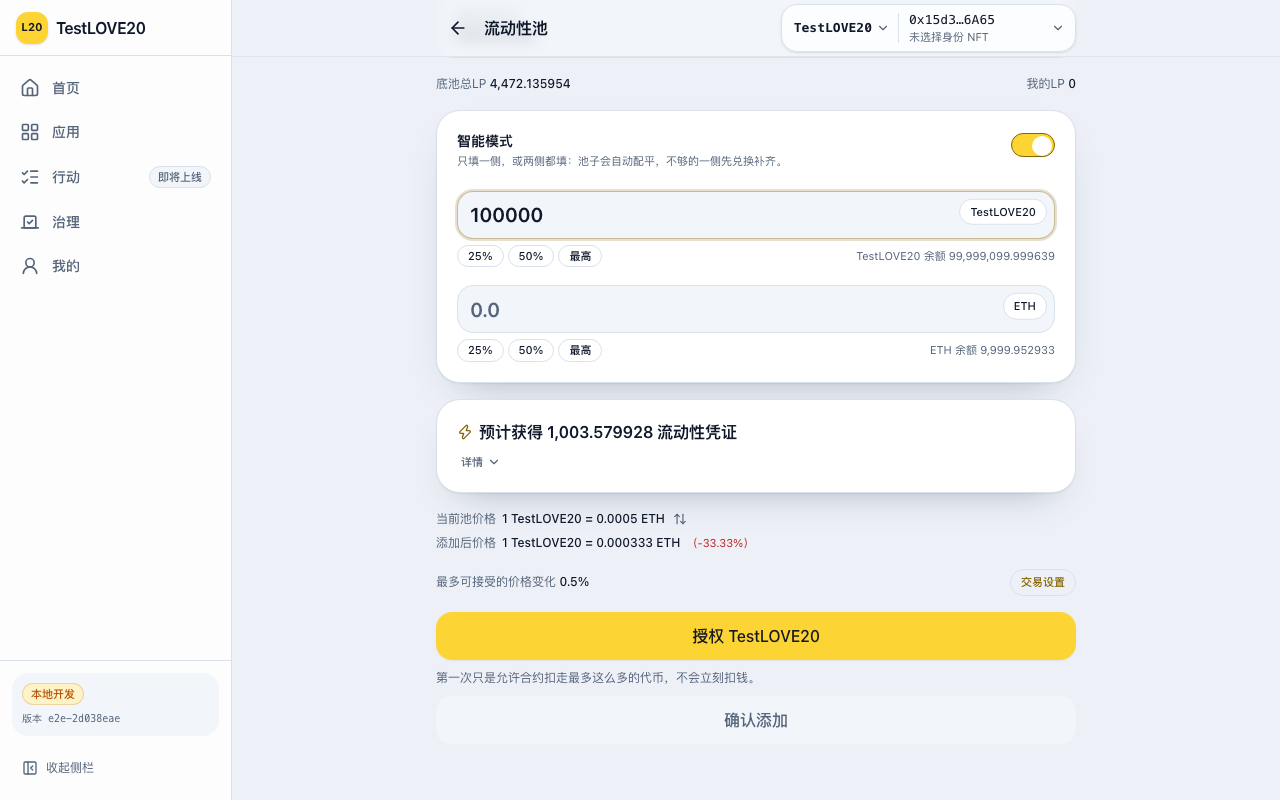 L20 TestLOVE20
首页
应用
行动 即将上线
治理
我的
本地开发
版本 e2e-2d038eae
收起侧栏
流动性池
TestLOVE20
0x15d3…6A65
未选择身份 NFT
底池总LP 4,472.135954 我的LP 0
智能模式
只填一侧，或两侧都填：池子会自动配平，不够的一侧先兑换补齐。
100000 TestLOVE20
25% 50% 最高 TestLOVE20 余额 99,999,099.999639
0.0 ETH
25% 50% 最高 ETH 余额 9,999.952933
预计获得 1,003.579928 流动性凭证
详情
当前池价格 1 TestLOVE20 = 0.0005 ETH
添加后价格 1 TestLOVE20 = 0.000333 ETH (-33.33%)
最多可接受的价格变化 0.5% 交易设置
授权 TestLOVE20
第一次只是允许合约扣走最多这么多的代币，不会立刻扣钱。
确认添加